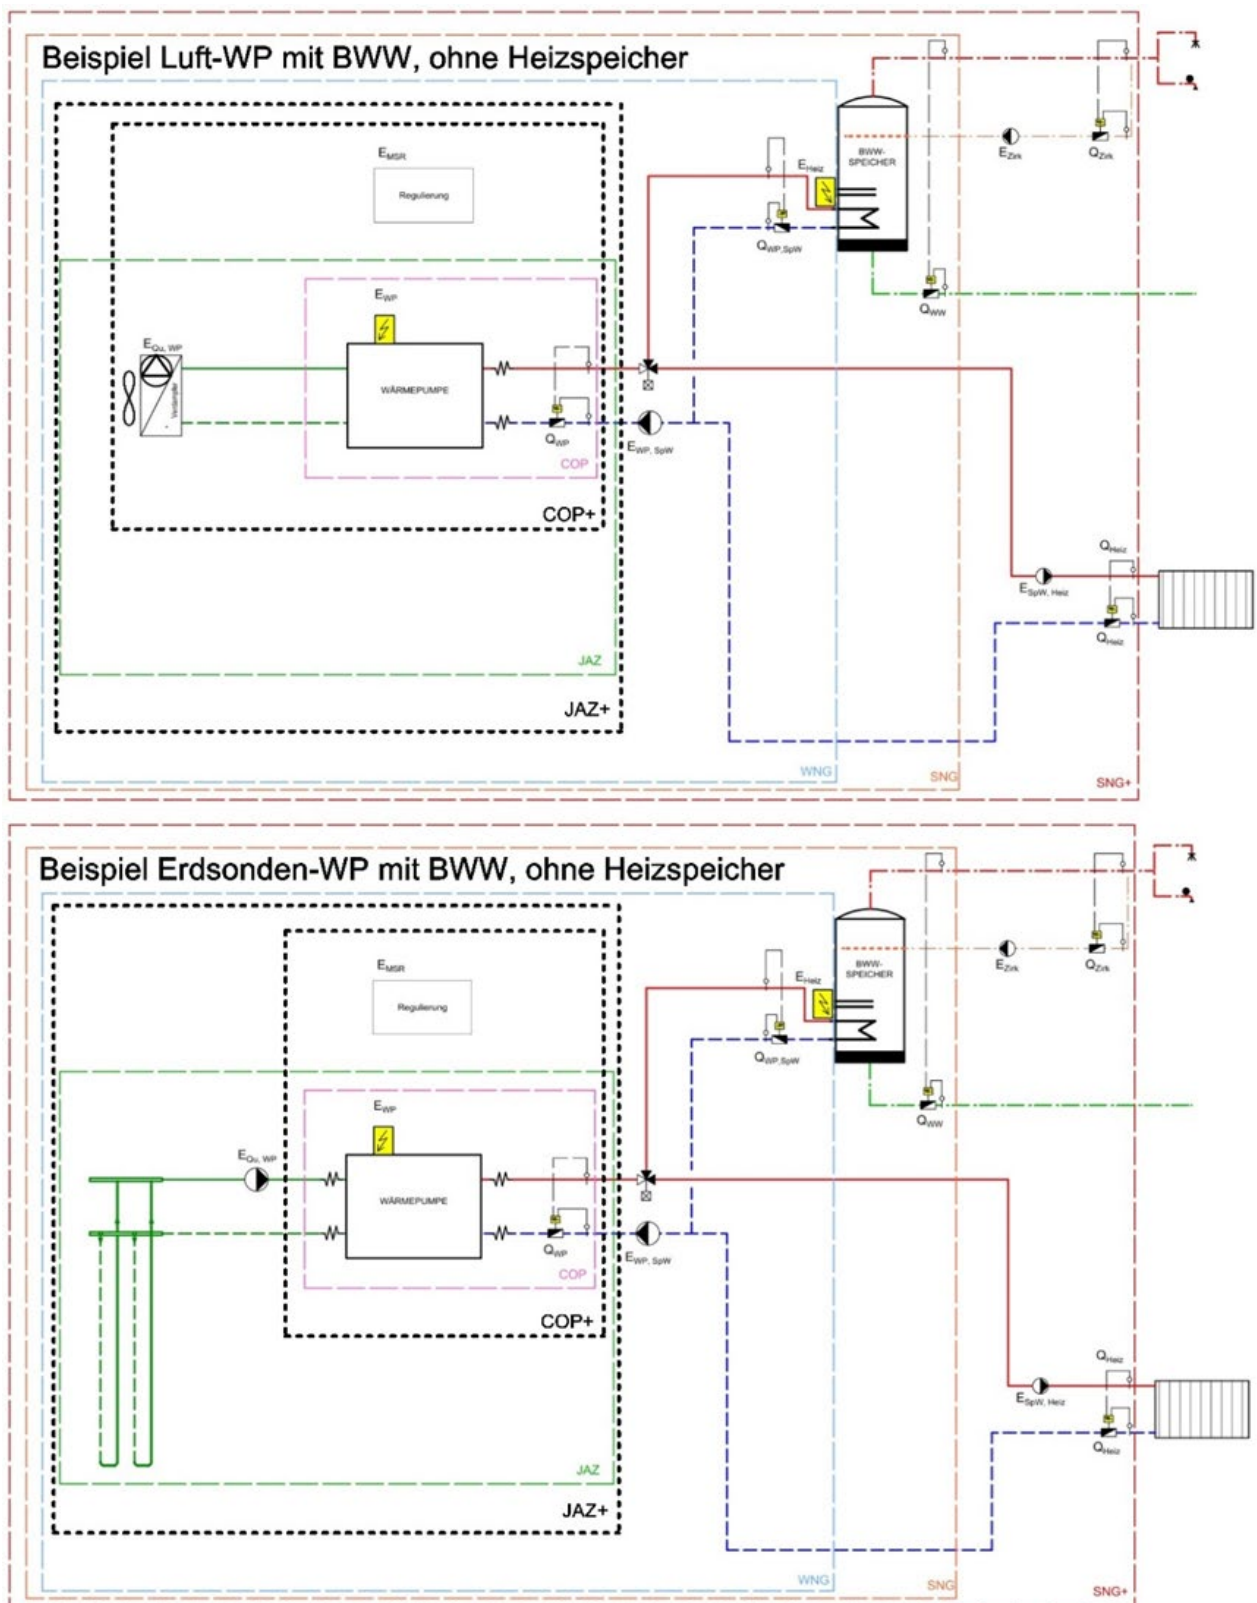 Beispiel Luft-WP mit BWW, ohne Heizspeicher
E_MSR
Regulierung
E_Heiz
BWW-
SPEICHER
E_Zirk
Q_Zirk
Q_WP,SpW
Q_WW
E_WP
E_Qu, WP
Verdampfer
WÄRMEPUMPE
Q_WP
E_WP, SpW
COP
COP+
Q_Heiz
E_SpW, Heiz
Q_Heiz
JAZ
JAZ+
WNG
SNG
SNG+
Beispiel Erdsonden-WP mit BWW, ohne Heizspeicher
E_MSR
Regulierung
E_Heiz
BWW-
SPEICHER
E_Zirk
Q_Zirk
Q_WP,SpW
Q_WW
E_WP
E_Qu, WP
WÄRMEPUMPE
Q_WP
E_WP, SpW
COP
COP+
Q_Heiz
E_SpW, Heiz
Q_Heiz
JAZ
JAZ+
WNG
SNG
SNG+